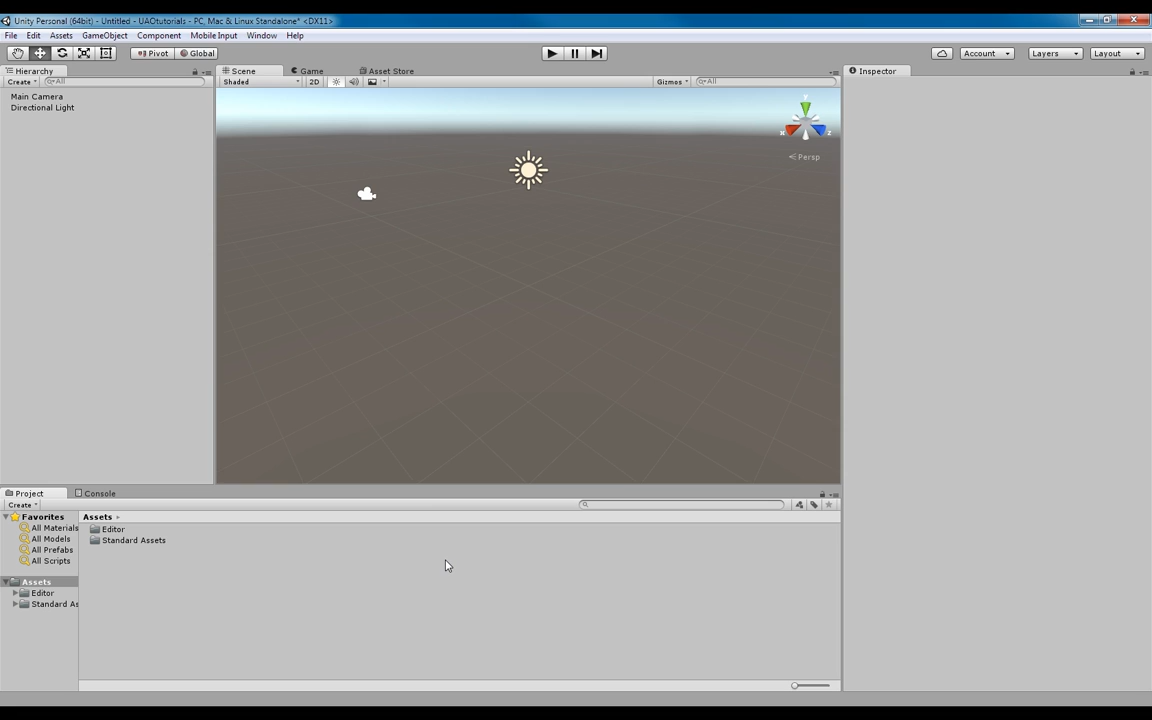 Unity Personal (64bit) - Untitled - UAOtutorials - PC, Mac & Linux Standalone* <DX11>
File Edit Assets GameObject Component Mobile Input Window Help
Pivot Global Account Layers Layout
Hierarchy Scene Game Asset Store Inspector
Create All Shaded 2D Gizmos All
Main Camera
Directional Light
y
x z
Persp
Project Console
Create
Favorites
All Materials
All Models
All Prefabs
All Scripts
Assets
Editor
Standard As
Assets
Editor
Standard Assets